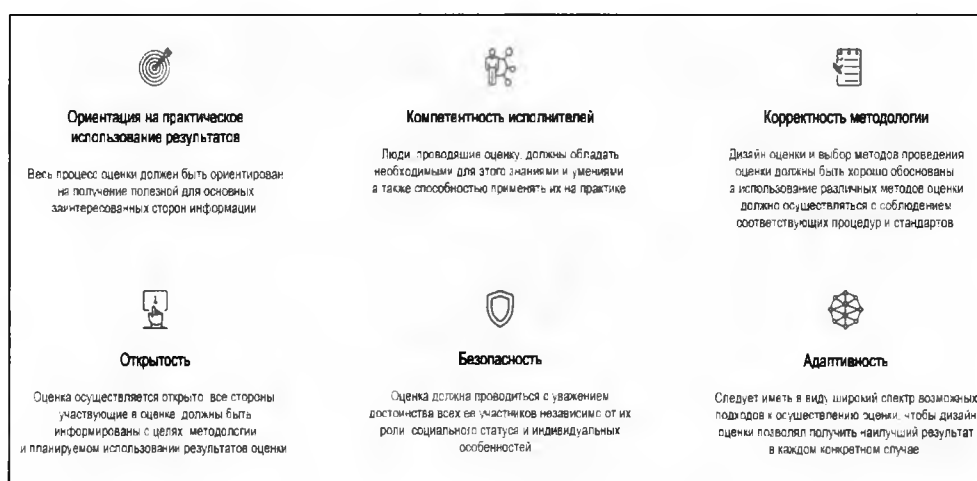 Ориентация на практическое
использование результатов
Весь процесс оценки должен быть ориентирован
на получение полезной для основных
заинтересованных сторон информации
Компетентность исполнителей
Люди, проводящие оценку, должны обладать
необходимыми для этого знаниями и умениями
а также способностью применять их на практике
Корректность методологии
Дизайн оценки и выбор методов проведения
оценки должны быть хорошо обоснованы
а использование различных методов оценки
должно осуществляться с соблюдением
соответствующих процедур и стандартов
Открытость
Оценка осуществляется открыто все стороны
участвующие в оценке должны быть
информированы о целях методологии
и планируемом использовании результатов оценки
Безопасность
Оценка должна проводиться с уважением
достоинства всех ее участников независимо от их
роли социального статуса и индивидуальных
особенностей
Адаптивность
Следует иметь в виду широкий спектр возможных
подходов к осуществлению оценки, чтобы дизайн
оценки позволял получить наилучший результат
в каждом конкретном случае